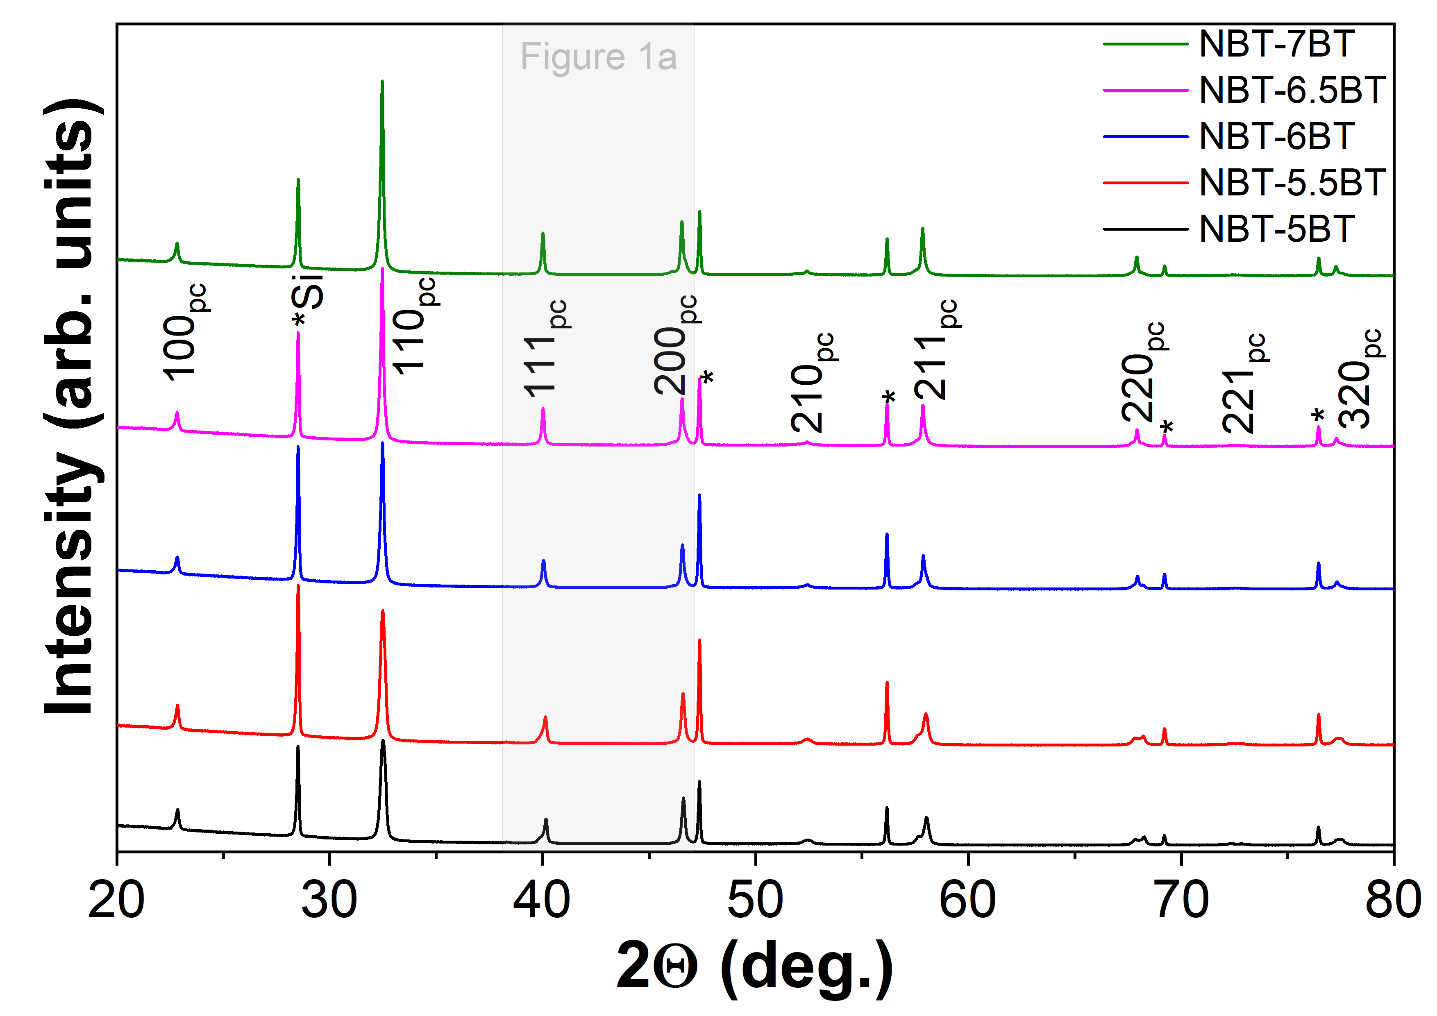 Figure 1a
NBT-7BT
NBT-6.5BT
NBT-6BT
NBT-5.5BT
NBT-5BT
Intensity (arb. units)
100pc
*Si
110pc
111pc
200pc
*
210pc
*
211pc
220pc
*
221pc
*
320pc
20 30 40 50 60 70 80
2Θ (deg.)